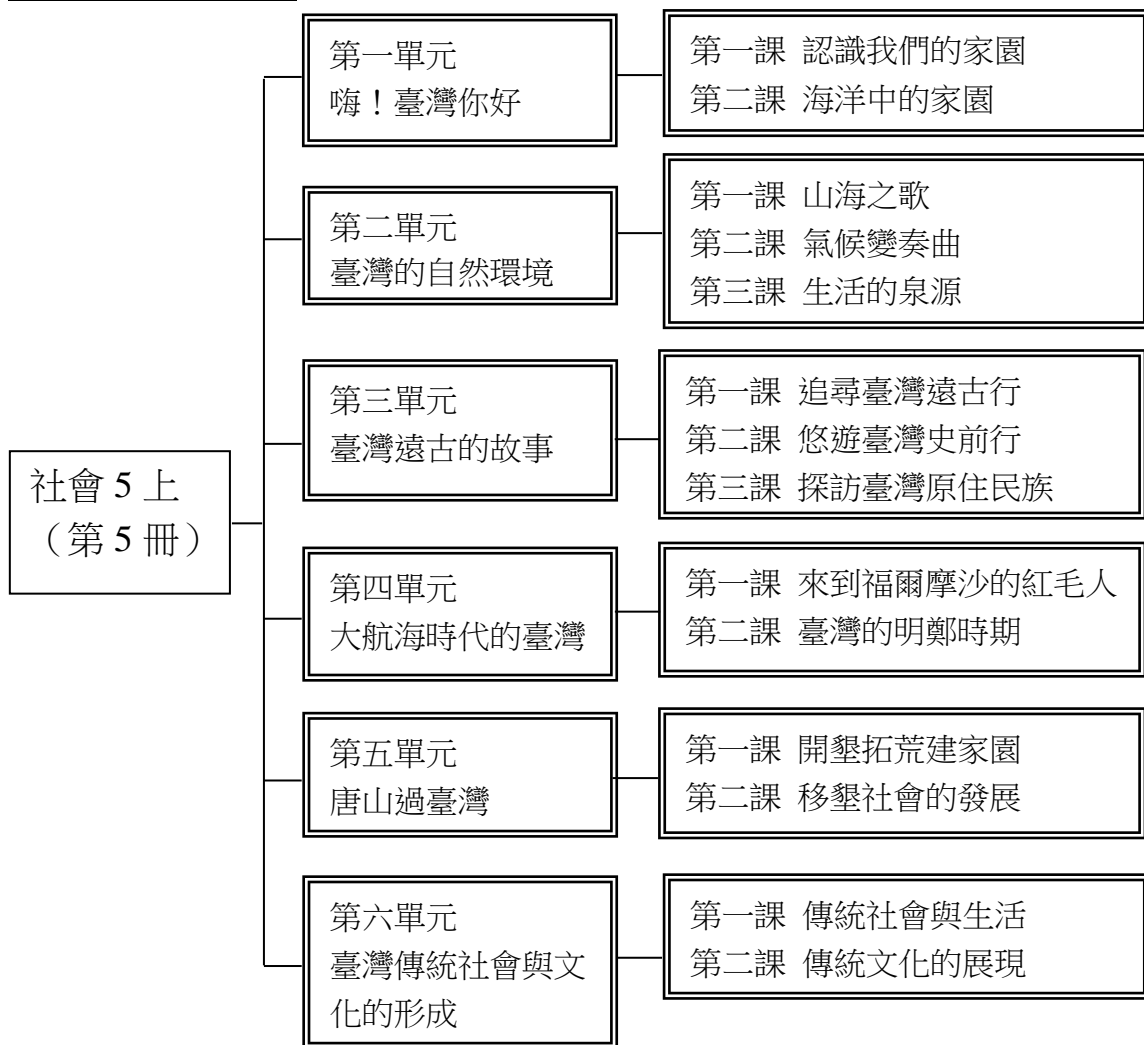 社會 5 上
（第 5 冊）
第一單元
嗨！臺灣你好
第一課 認識我們的家園
第二課 海洋中的家園
第二單元
臺灣的自然環境
第一課 山海之歌
第二課 氣候變奏曲
第三課 生活的泉源
第三單元
臺灣遠古的故事
第一課 追尋臺灣遠古行
第二課 悠遊臺灣史前行
第三課 探訪臺灣原住民族
第四單元
大航海時代的臺灣
第一課 來到福爾摩沙的紅毛人
第二課 臺灣的明鄭時期
第五單元
唐山過臺灣
第一課 開墾拓荒建家園
第二課 移墾社會的發展
第六單元
臺灣傳統社會與文
化的形成
第一課 傳統社會與生活
第二課 傳統文化的展現